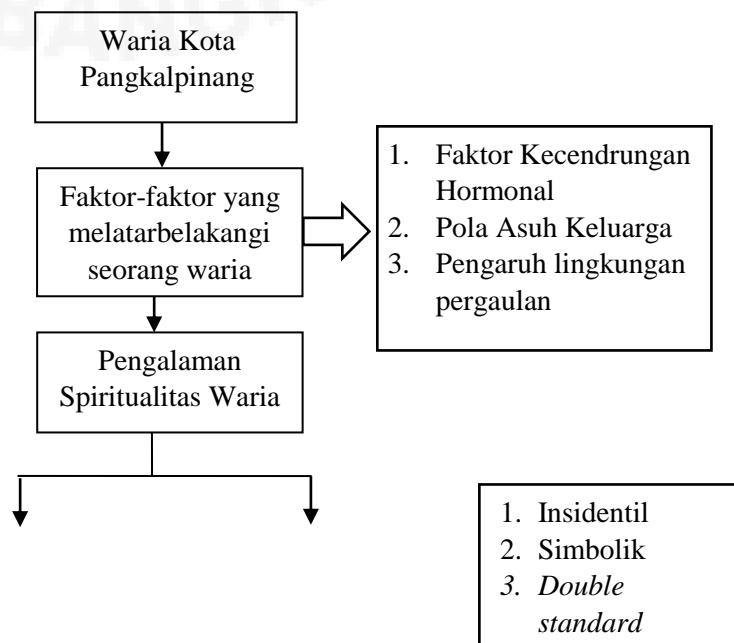 Waria Kota
Pangkalpinang
Faktor-faktor yang
melatarbelakangi
seorang waria
1. Faktor Kecendrungan
Hormonal
2. Pola Asuh Keluarga
3. Pengaruh lingkungan
pergaulan
Pengalaman
Spiritualitas Waria
1. Insidentil
2. Simbolik
3. Double
standard